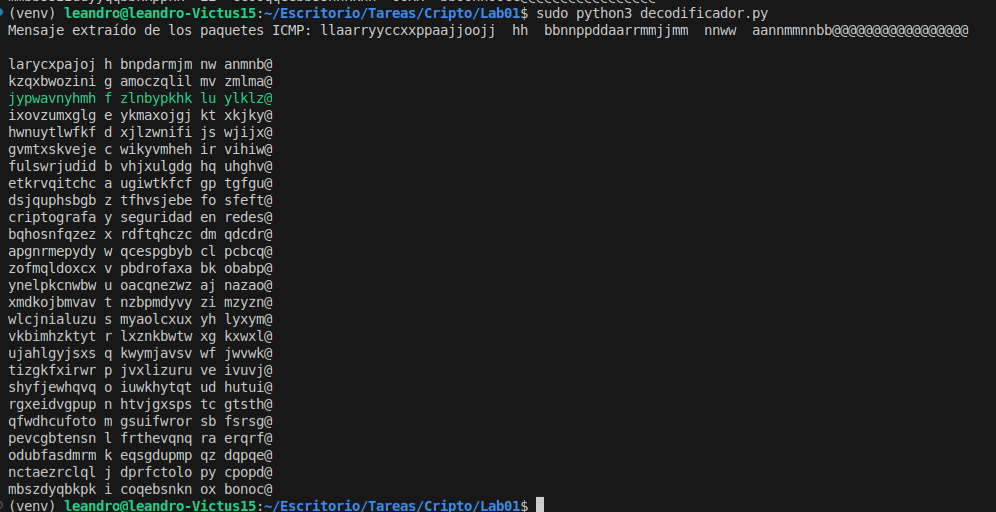 (venv) leandro@leandro-Victus15:~/Escritorio/Tareas/Cripto/Lab01$ sudo python3 decodificador.py
Mensaje extraído de los paquetes ICMP: llaarryyccxxppaajjoojj  hh  bbnnppddaarrmmjjmm  nnww  aannmmnnbb@@@@@@@@@@@@@@@@@
larycxpajoj h bnpdarmjm nw anmnb@
kzqxbwozini g amoczqlil mv zmlma@
jypwavnyhmh f zlnbypkhk lu ylklz@
ixovzumxglg e ykmaxojgj kt xkjky@
hwnuytlwfkf d xjlzwnifi js wjijx@
gvmtxskveje c wikyvmheh ir vihiw@
fulswrjudid b vhjxulgdg hq uhghv@
etkrvqitchc a ugiwtkfcf gp tgfgu@
dsjquphsbgb z tfhvsjebe fo sfeft@
criptografa y seguridad en redes@
bqhosnfqzez x rdftqhczc dm qdcdr@
apgnrmepydy w qcespgbyb cl pcbcq@
zofmqldoxcx v pbdrofaxa bk obabp@
ynelpkcnwbw u oacqnezwz aj nazao@
xmdkojbmvav t nzbpmdyvy zi mzyzn@
wlcjnialuzu s myaolcxux yh lyxym@
vkbimhzktyt r lxznkbwtw xg kxwxl@
ujahlgyjsxs q kwymjavsv wf jwvwk@
tizgkfxirwr p jvxlizuru ve ivuvj@
shyfjewhqvq o iuwkhytqt ud hutui@
rgxeidvgpup n htvjgxsps tc gtsth@
qfwdhcufoto m gsuifwror sb fsrsg@
pevcgbtensn l frthevqnq ra erqrf@
odubfasdmrm k eqsgdupmp qz dqpqe@
nctaezrclql j dprfctolo py cpopd@
mbszdyqbkpk i coqebsnkn ox bonoc@
(venv) leandro@leandro-Victus15:~/Escritorio/Tareas/Cripto/Lab01$